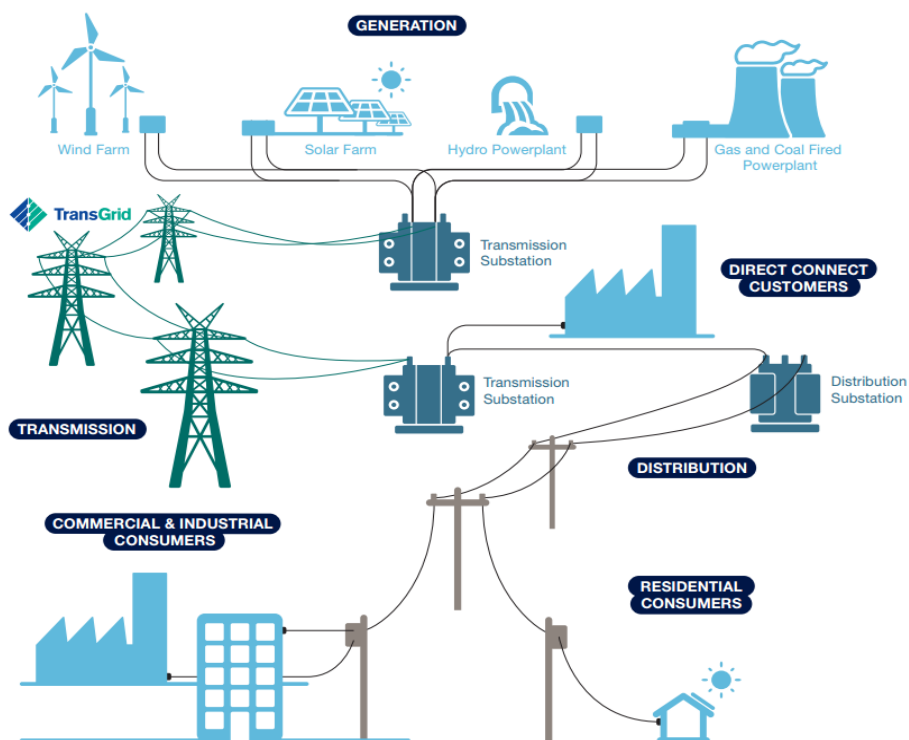 GENERATION
Wind Farm
Solar Farm
Hydro Powerplant
Gas and Coal Fired
Powerplant
TransGrid
Transmission
Substation
DIRECT CONNECT
CUSTOMERS
Transmission
Substation
Distribution
Substation
TRANSMISSION
DISTRIBUTION
COMMERCIAL & INDUSTRIAL
CONSUMERS
RESIDENTIAL
CONSUMERS